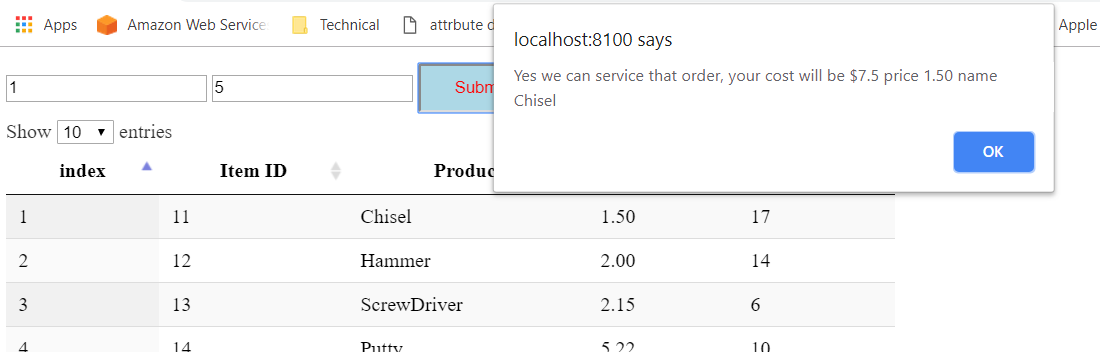 Apps Amazon Web Service Technical attrbute d Apple
localhost:8100 says
Yes we can service that order, your cost will be $7.5 price 1.50 name
Chisel
OK
1 5 Subm
Show 10 entries
index Item ID Produc
1 11 Chisel 1.50 17
2 12 Hammer 2.00 14
3 13 ScrewDriver 2.15 6
4 14 Putty 5.22 10